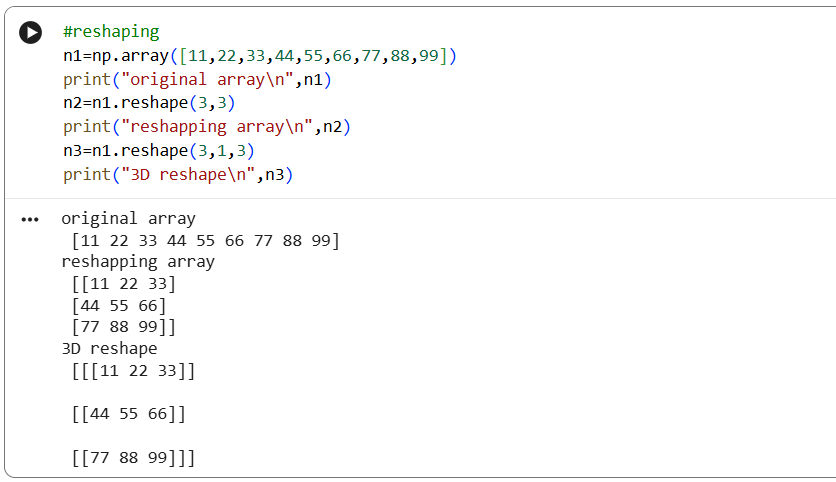 #reshaping
n1=np.array([11,22,33,44,55,66,77,88,99])
print("original array\n",n1)
n2=n1.reshape(3,3)
print("reshapping array\n",n2)
n3=n1.reshape(3,1,3)
print("3D reshape\n",n3)
original array
 [11 22 33 44 55 66 77 88 99]
reshapping array
 [[11 22 33]
 [44 55 66]
 [77 88 99]]
3D reshape
 [[[11 22 33]]

 [[44 55 66]]

 [[77 88 99]]]